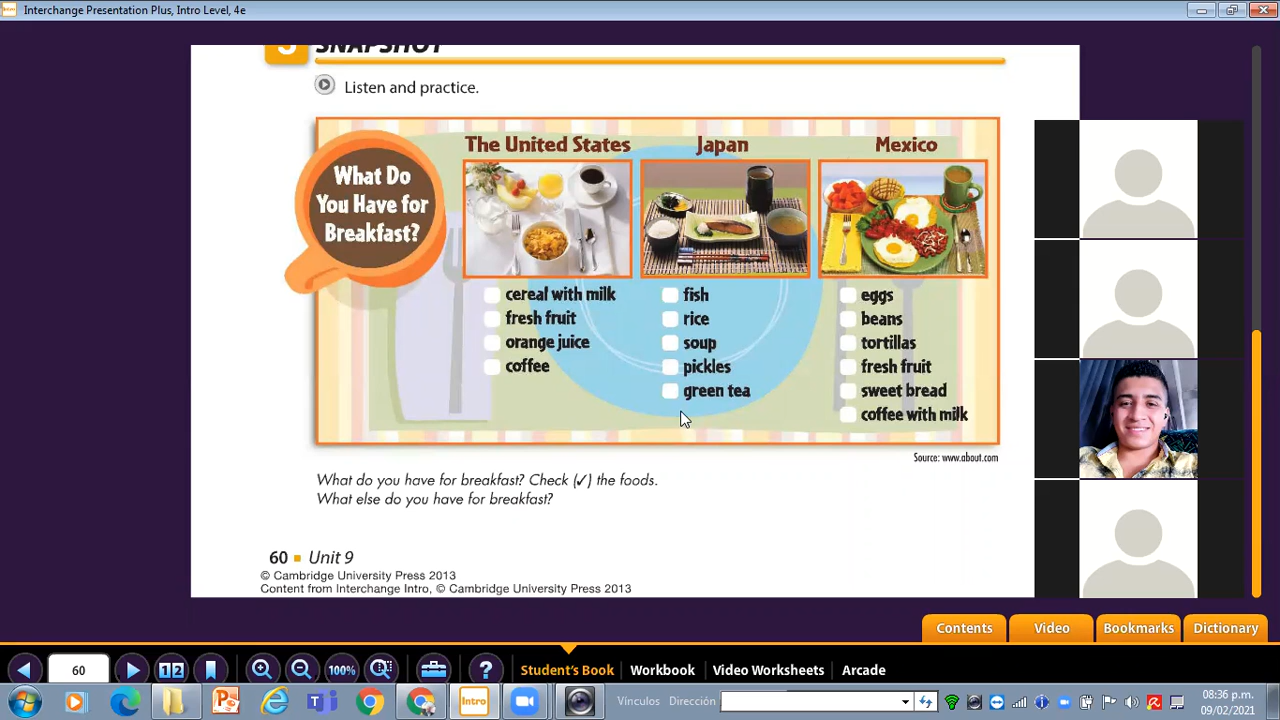 Interchange Presentation Plus, Intro Level, 4e
3 SNAPSHOT
Listen and practice.
What Do
You Have for
Breakfast?
The United States
cereal with milk
fresh fruit
orange juice
coffee
Japan
fish
rice
soup
pickles
green tea
Mexico
eggs
beans
tortillas
fresh fruit
sweet bread
coffee with milk
Source: www.about.com
What do you have for breakfast? Check (✓) the foods.
What else do you have for breakfast?
60 ▪ Unit 9
© Cambridge University Press 2013
Content from Interchange Intro, © Cambridge University Press 2013
Contents Video Bookmarks Dictionary
60 12 100% ? Student's Book Workbook Video Worksheets Arcade
Intro Vínculos Dirección 08:36 p.m.
09/02/2021